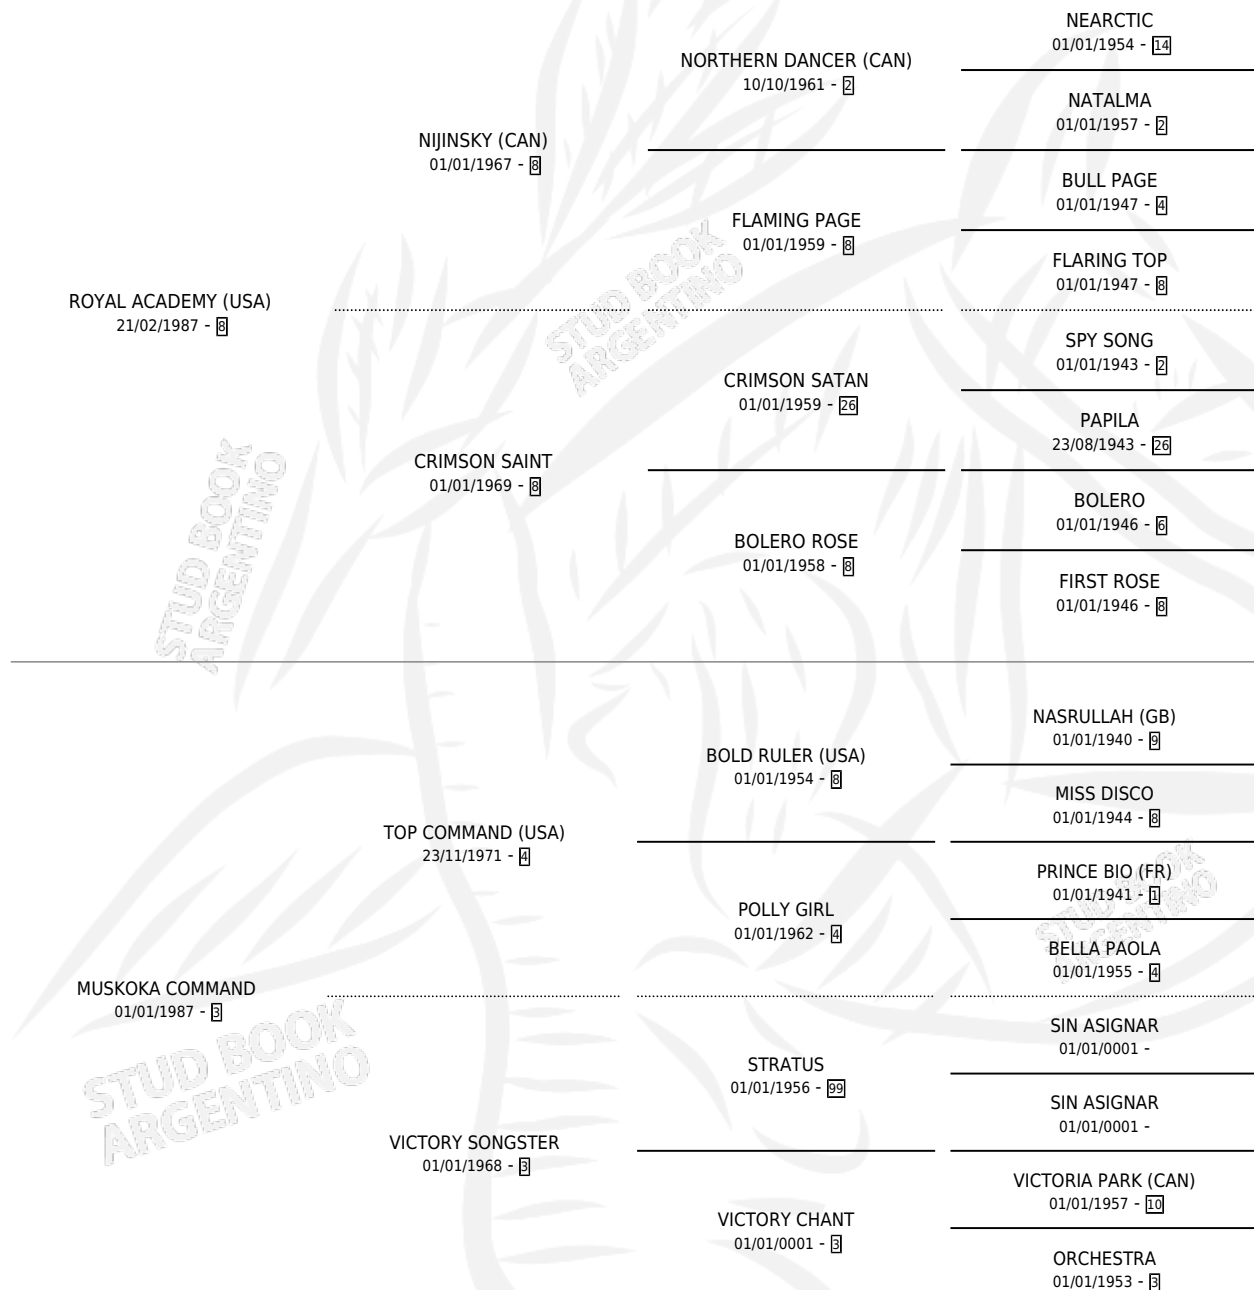 NEARCTIC
01/01/1954 - 14
NORTHERN DANCER (CAN)
10/10/1961 - 2
NATALMA
01/01/1957 - 2
NIJINSKY (CAN)
01/01/1967 - 8
BULL PAGE
01/01/1947 - 4
FLAMING PAGE
01/01/1959 - 8
FLARING TOP
01/01/1947 - 8
ROYAL ACADEMY (USA)
21/02/1987 - 8
STUD BOOK
ARGENTINO
SPY SONG
01/01/1943 - 2
CRIMSON SATAN
01/01/1959 - 26
PAPILA
23/08/1943 - 26
CRIMSON SAINT
01/01/1969 - 8
BOLERO
01/01/1946 - 6
BOLERO ROSE
01/01/1958 - 8
FIRST ROSE
01/01/1946 - 8
STUD BOOK
ARGENTINO
NASRULLAH (GB)
01/01/1940 - 9
BOLD RULER (USA)
01/01/1954 - 8
MISS DISCO
01/01/1944 - 8
TOP COMMAND (USA)
23/11/1971 - 4
PRINCE BIO (FR)
01/01/1941 - 1
POLLY GIRL
01/01/1962 - 4
BELLA PAOLA
01/01/1955 - 4
STUD BOOK
ARGENTINO
MUSKOKA COMMAND
01/01/1987 - 3
SIN ASIGNAR
01/01/0001 -
STRATUS
01/01/1956 - 99
SIN ASIGNAR
01/01/0001 -
STUD BOOK
ARGENTINO
VICTORY SONGSTER
01/01/1968 - 3
VICTORIA PARK (CAN)
01/01/1957 - 10
VICTORY CHANT
01/01/0001 - 3
ORCHESTRA
01/01/1953 - 3